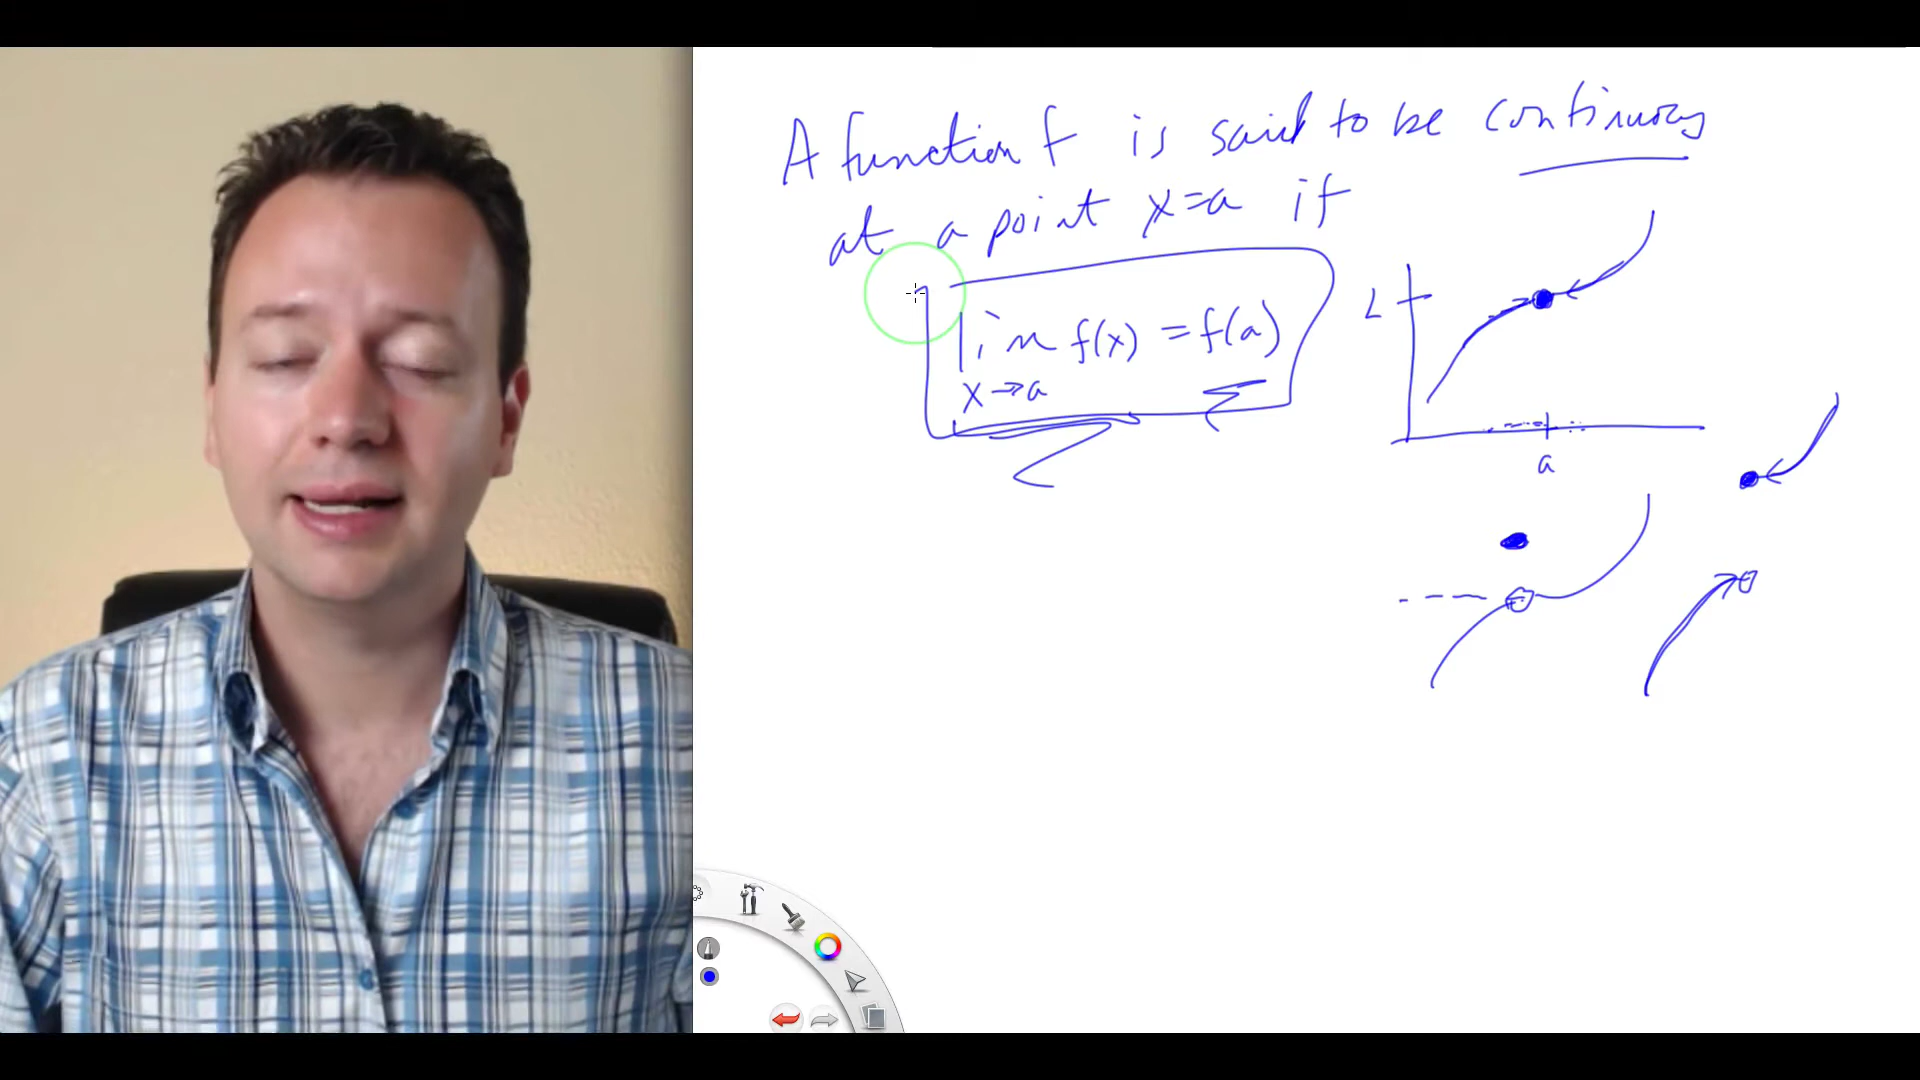 A function f is said to be continuous
at a point x=a if
lim f(x) = f(a)
x→a
L
a